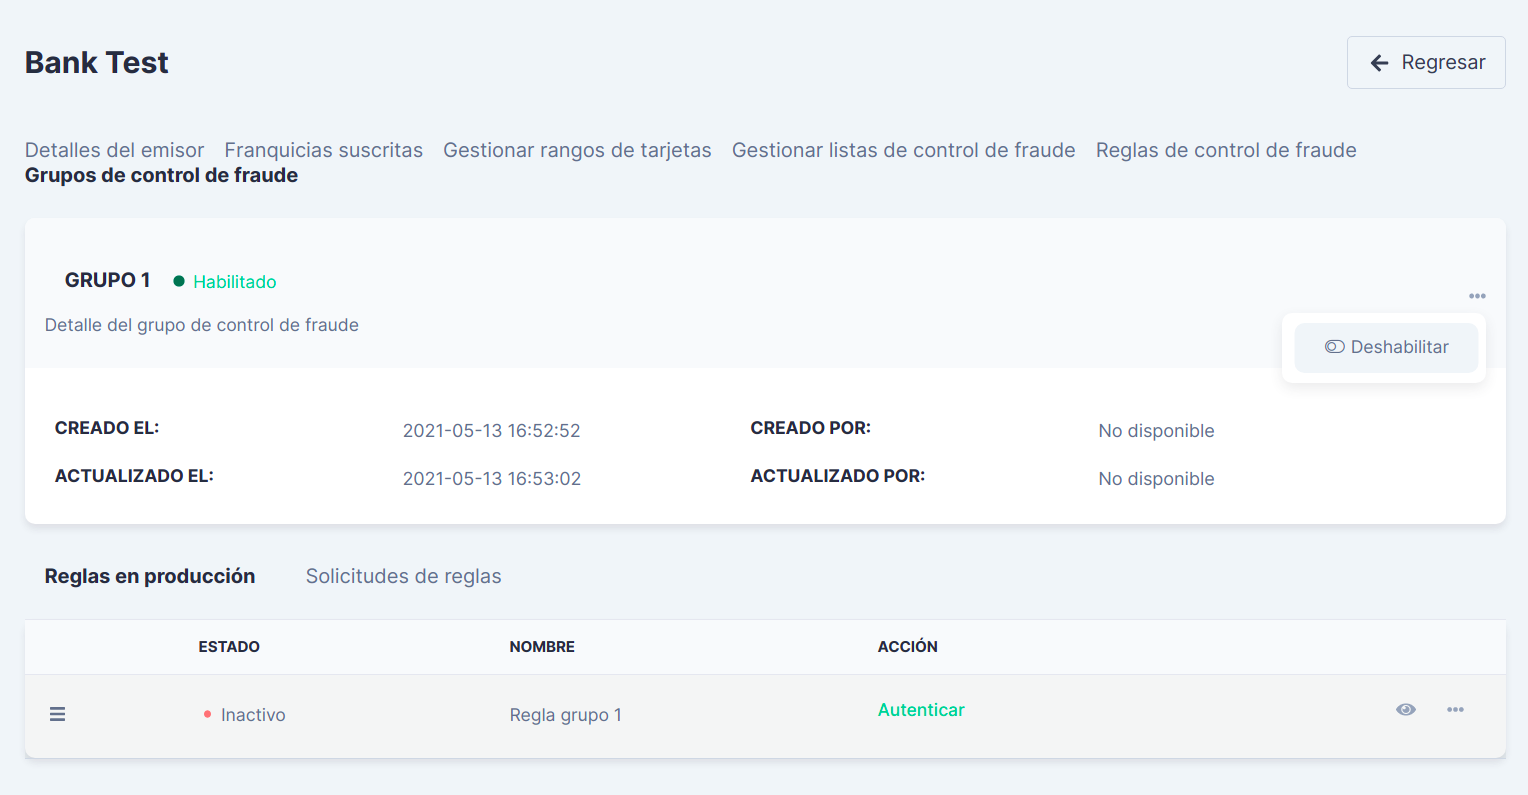 Bank Test
Regresar
Detalles del emisor Franquicias suscritas Gestionar rangos de tarjetas Gestionar listas de control de fraude Reglas de control de fraude
Grupos de control de fraude
GRUPO 1 Habilitado
Detalle del grupo de control de fraude
Deshabilitar
CREADO EL: 2021-05-13 16:52:52 CREADO POR: No disponible
ACTUALIZADO EL: 2021-05-13 16:53:02 ACTUALIZADO POR: No disponible
Reglas en producción Solicitudes de reglas
ESTADO NOMBRE ACCIÓN
Inactivo Regla grupo 1 Autenticar